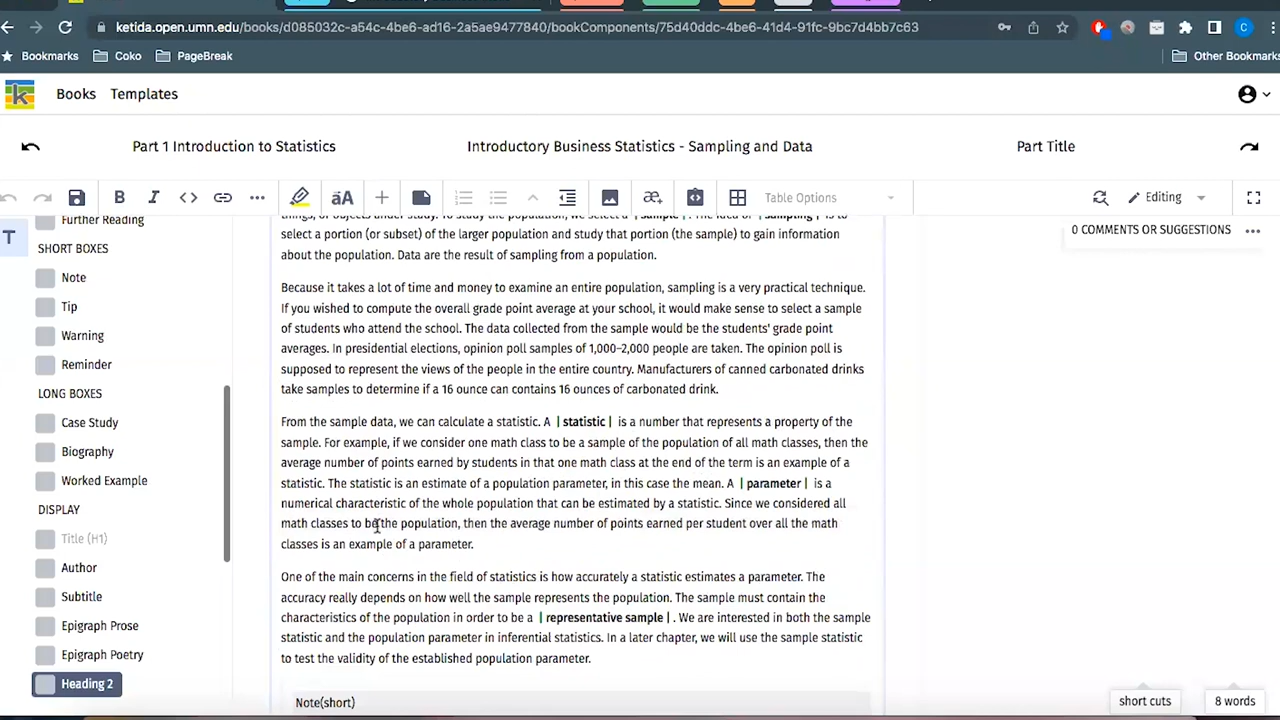 ketida.open.umn.edu/books/d085032c-a54c-4be6-ad16-2a5ae9477840/bookComponents/75d40ddc-4be6-41d4-91fc-9bc7d4bb7c63
C
Bookmarks
Coko
PageBreak
Other Bookmarks
k
Books
Templates
Part 1 Introduction to Statistics
Introductory Business Statistics - Sampling and Data
Part Title
B I <> ... aA æ
Table Options
Editing
T
Further Reading
SHORT BOXES
Note
Tip
Warning
Reminder
LONG BOXES
Case Study
Biography
Worked Example
DISPLAY
Title (H1)
Author
Subtitle
Epigraph Prose
Epigraph Poetry
Heading 2
things, or objects under study. To study the population, we select a | sample | . The idea of | sampling | is to
select a portion (or subset) of the larger population and study that portion (the sample) to gain information
about the population. Data are the result of sampling from a population.
Because it takes a lot of time and money to examine an entire population, sampling is a very practical technique.
If you wished to compute the overall grade point average at your school, it would make sense to select a sample
of students who attend the school. The data collected from the sample would be the students' grade point
averages. In presidential elections, opinion poll samples of 1,000–2,000 people are taken. The opinion poll is
supposed to represent the views of the people in the entire country. Manufacturers of canned carbonated drinks
take samples to determine if a 16 ounce can contains 16 ounces of carbonated drink.
From the sample data, we can calculate a statistic. A | statistic | is a number that represents a property of the
sample. For example, if we consider one math class to be a sample of the population of all math classes, then the
average number of points earned by students in that one math class at the end of the term is an example of a
statistic. The statistic is an estimate of a population parameter, in this case the mean. A | parameter | is a
numerical characteristic of the whole population that can be estimated by a statistic. Since we considered all
math classes to be the population, then the average number of points earned per student over all the math
classes is an example of a parameter.
One of the main concerns in the field of statistics is how accurately a statistic estimates a parameter. The
accuracy really depends on how well the sample represents the population. The sample must contain the
characteristics of the population in order to be a | representative sample | . We are interested in both the sample
statistic and the population parameter in inferential statistics. In a later chapter, we will use the sample statistic
to test the validity of the established population parameter.
Note(short)
0 COMMENTS OR SUGGESTIONS
short cuts
8 words